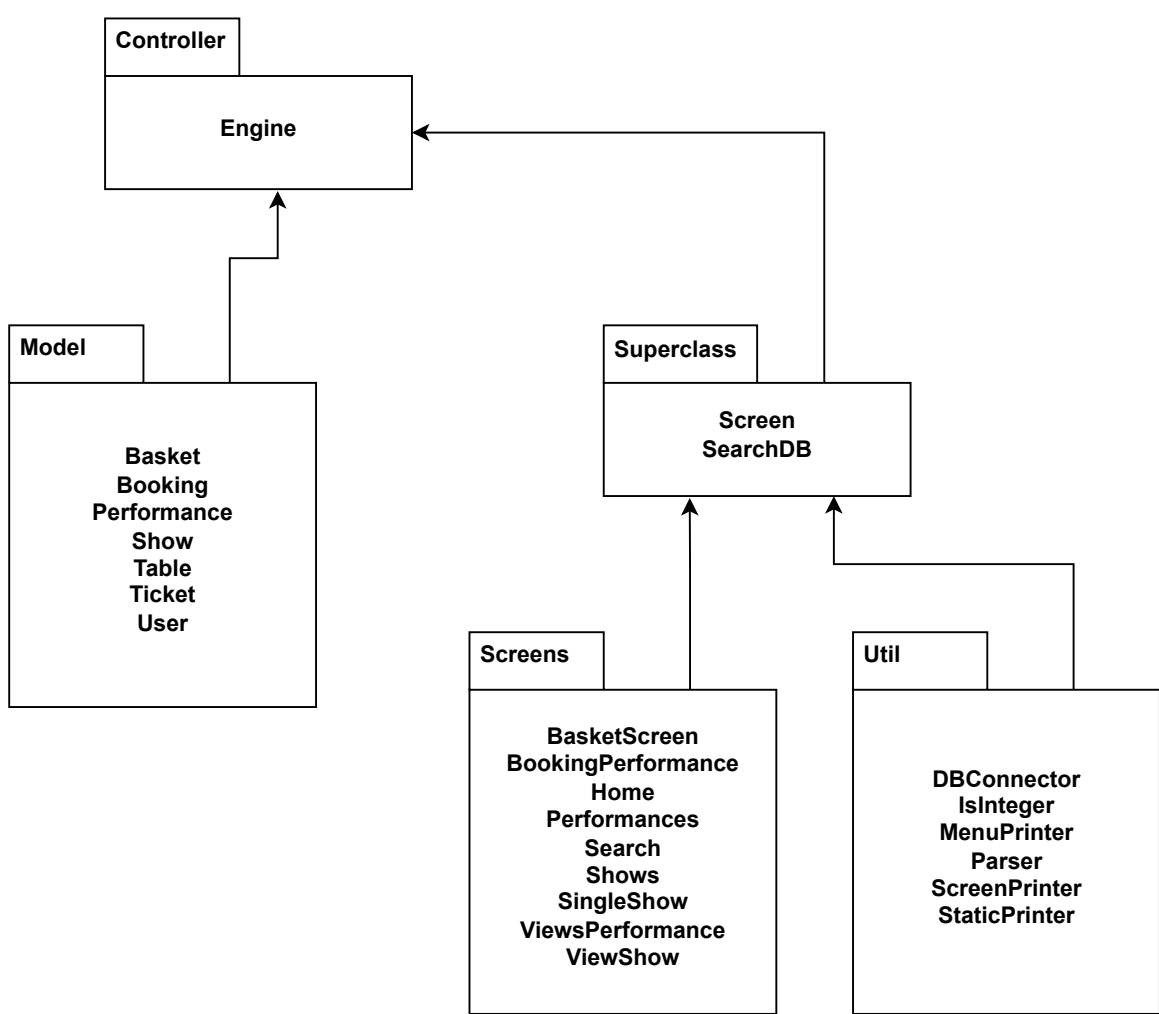 Controller
Engine
Model
Basket
Booking
Performance
Show
Table
Ticket
User
Superclass
Screen
SearchDB
Screens
BasketScreen
BookingPerformance
Home
Performances
Search
Shows
SingleShow
ViewsPerformance
ViewShow
Util
DBConnector
IsInteger
MenuPrinter
Parser
ScreenPrinter
StaticPrinter